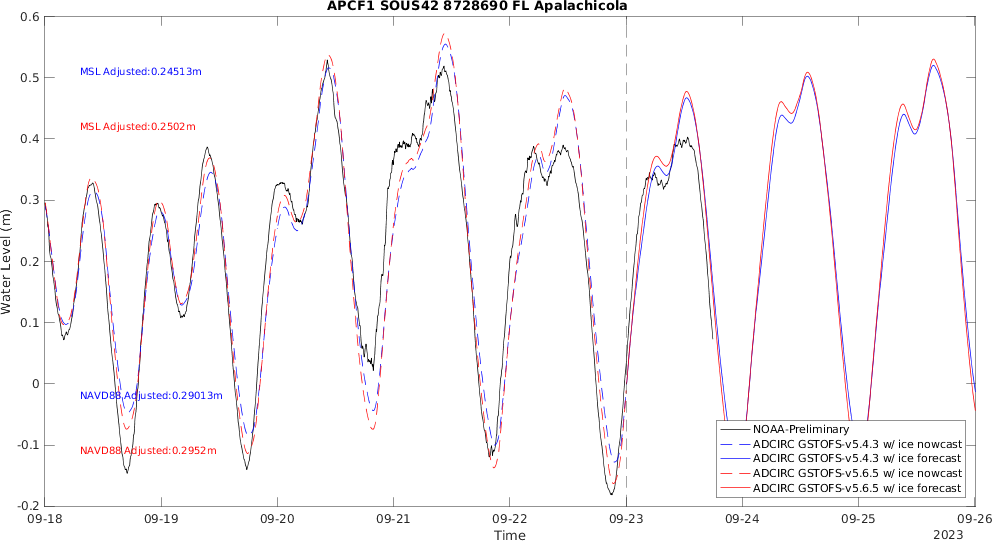 APCF1 SOUS42 8728690 FL Apalachicola
0.6
0.5
0.4
0.3
0.2
0.1
0
-0.1
-0.2
Water Level (m)
MSL Adjusted:0.24513m
MSL Adjusted:0.2502m
NAVD88 Adjusted:0.29013m
NAVD88 Adjusted:0.2952m
NOAA-Preliminary
ADCIRC GSTOFS-v5.4.3 w/ ice nowcast
ADCIRC GSTOFS-v5.4.3 w/ ice forecast
ADCIRC GSTOFS-v5.6.5 w/ ice nowcast
ADCIRC GSTOFS-v5.6.5 w/ ice forecast
09-18 09-19 09-20 09-21 09-22 09-23 09-24 09-25 09-26
Time
2023